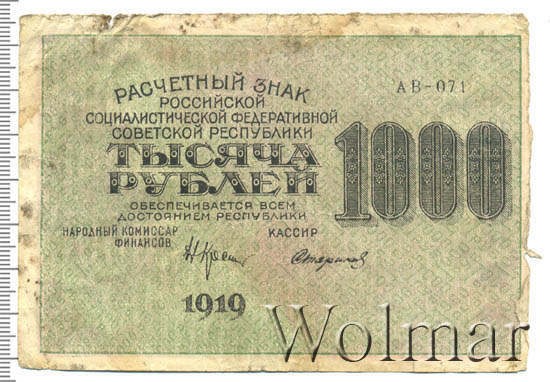 РАСЧЕТНЫЙ ЗНАК
РОССИЙСКОЙ
СОЦИАЛИСТИЧЕСКОЙ ФЕДЕРАТИВНОЙ
СОВЕТСКОЙ РЕСПУБЛИКИ
ТЫСЯЧА
РУБЛЕЙ
ОБЕСПЕЧИВАЕТСЯ ВСЕМ
ДОСТОЯНИЕМ РЕСПУБЛИКИ
НАРОДНЫЙ КОМИССАР
ФИНАНСОВ
КАССИР
АВ-071
1000
1919
Wolmar